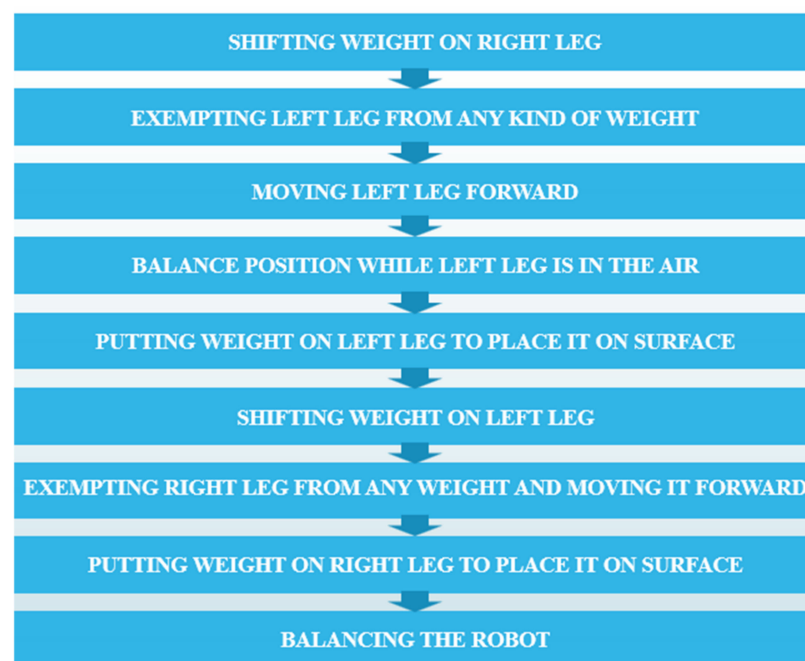 SHIFTING WEIGHT ON RIGHT LEG
EXEMPTING LEFT LEG FROM ANY KIND OF WEIGHT
MOVING LEFT LEG FORWARD
BALANCE POSITION WHILE LEFT LEG IS IN THE AIR
PUTTING WEIGHT ON LEFT LEG TO PLACE IT ON SURFACE
SHIFTING WEIGHT ON LEFT LEG
EXEMPTING RIGHT LEG FROM ANY WEIGHT AND MOVING IT FORWARD
PUTTING WEIGHT ON RIGHT LEG TO PLACE IT ON SURFACE
BALANCING THE ROBOT